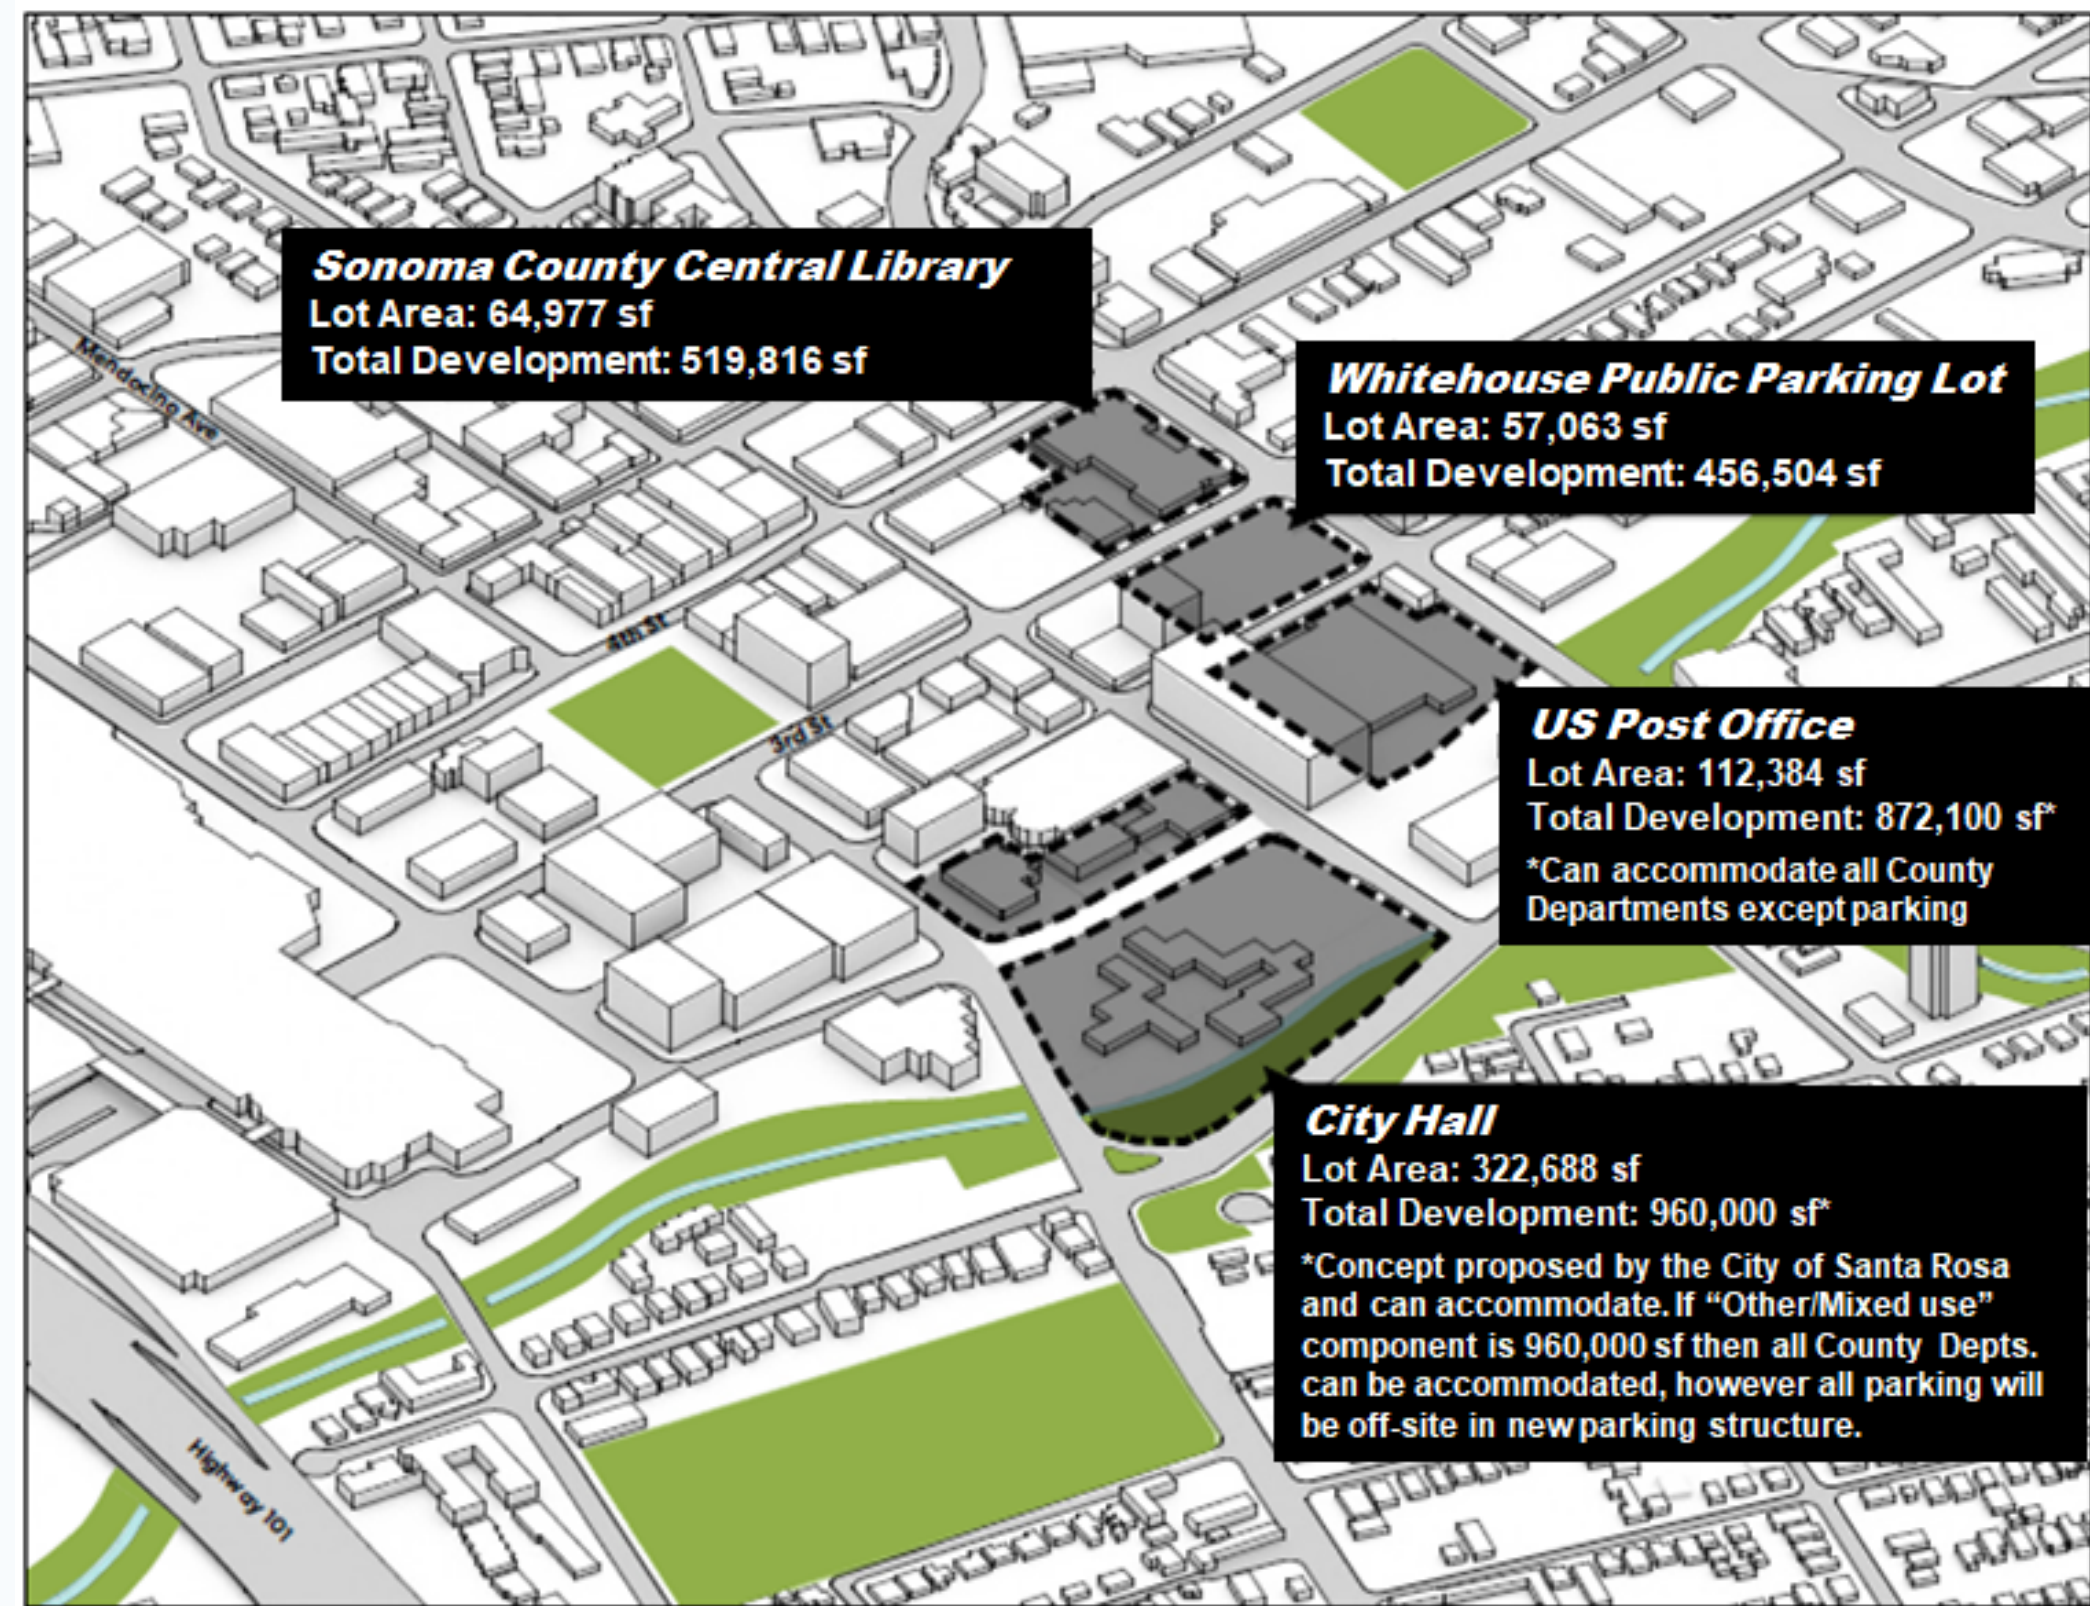 Sonoma County Central Library
Lot Area: 64,977 sf
Total Development: 519,816 sf
Whitehouse Public Parking Lot
Lot Area: 57,063 sf
Total Development: 456,504 sf
Mendocino Ave
4th St
3rd St
US Post Office
Lot Area: 112,384 sf
Total Development: 872,100 sf*
*Can accommodate all County
Departments except parking
City Hall
Lot Area: 322,688 sf
Total Development: 960,000 sf*
*Concept proposed by the City of Santa Rosa
and can accommodate. If “Other/Mixed use”
component is 960,000 sf then all County Depts.
can be accommodated, however all parking will
be off-site in new parking structure.
Highway 101